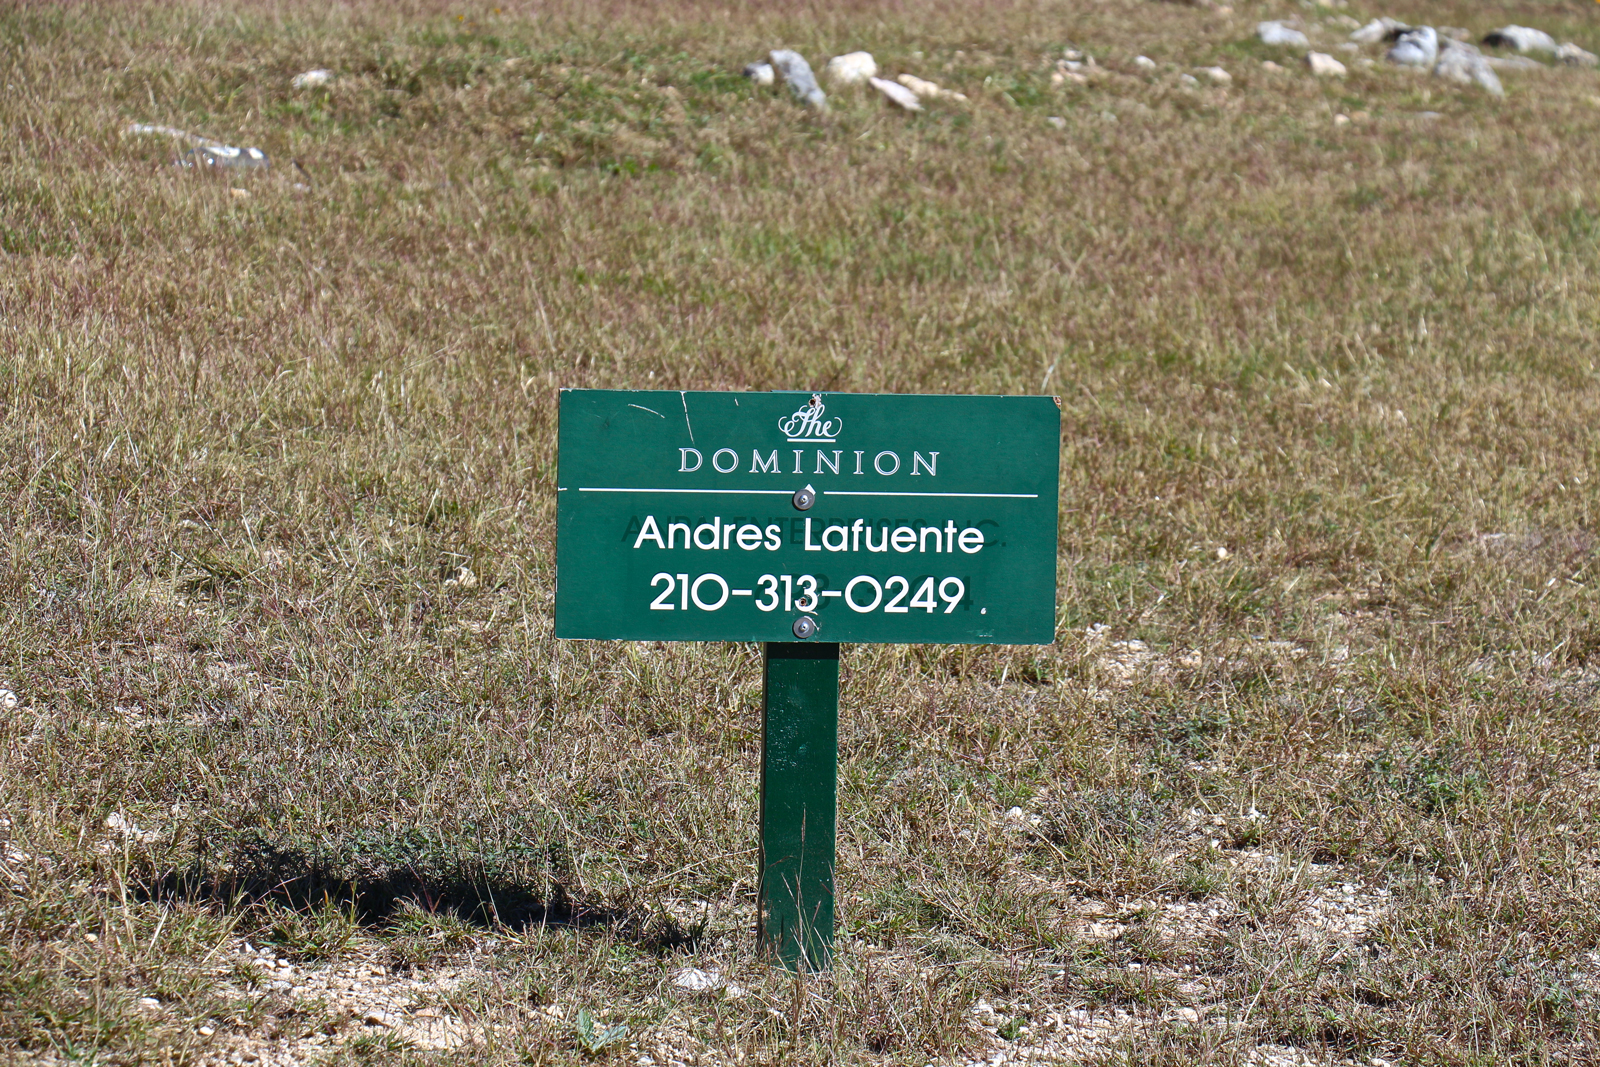 The
DOMINION
Andres Lafuente
210-313-0249